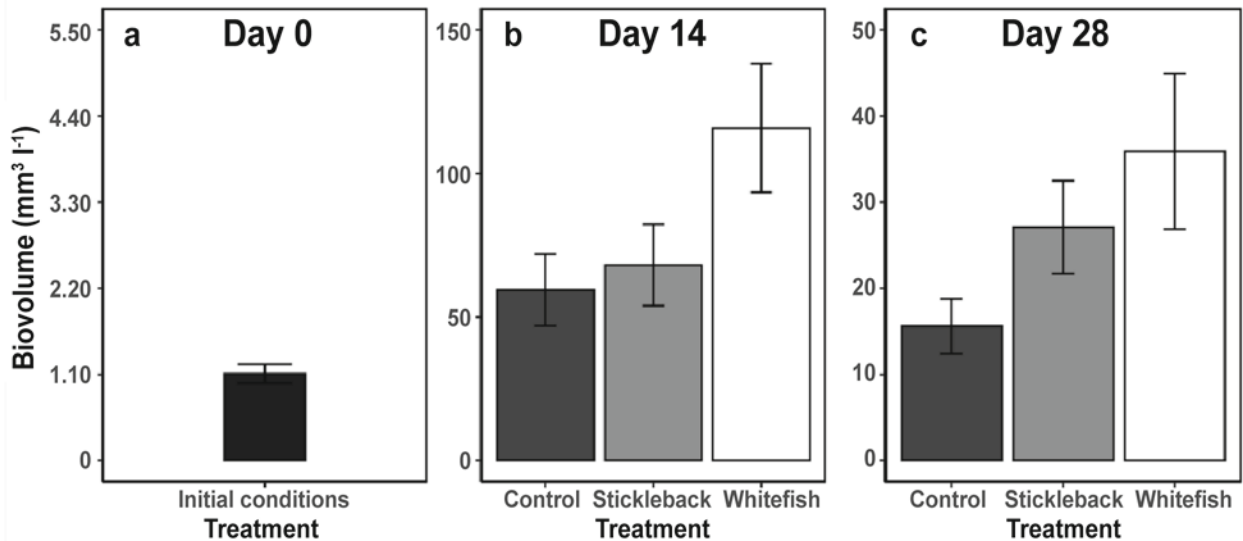 Biovolume (mm³ l⁻¹)
a Day 0
5.50
4.40
3.30
2.20
1.10
0
Initial conditions
Treatment
b Day 14
150
100
50
0
Control Stickleback Whitefish
Treatment
c Day 28
50
40
30
20
10
0
Control Stickleback Whitefish
Treatment